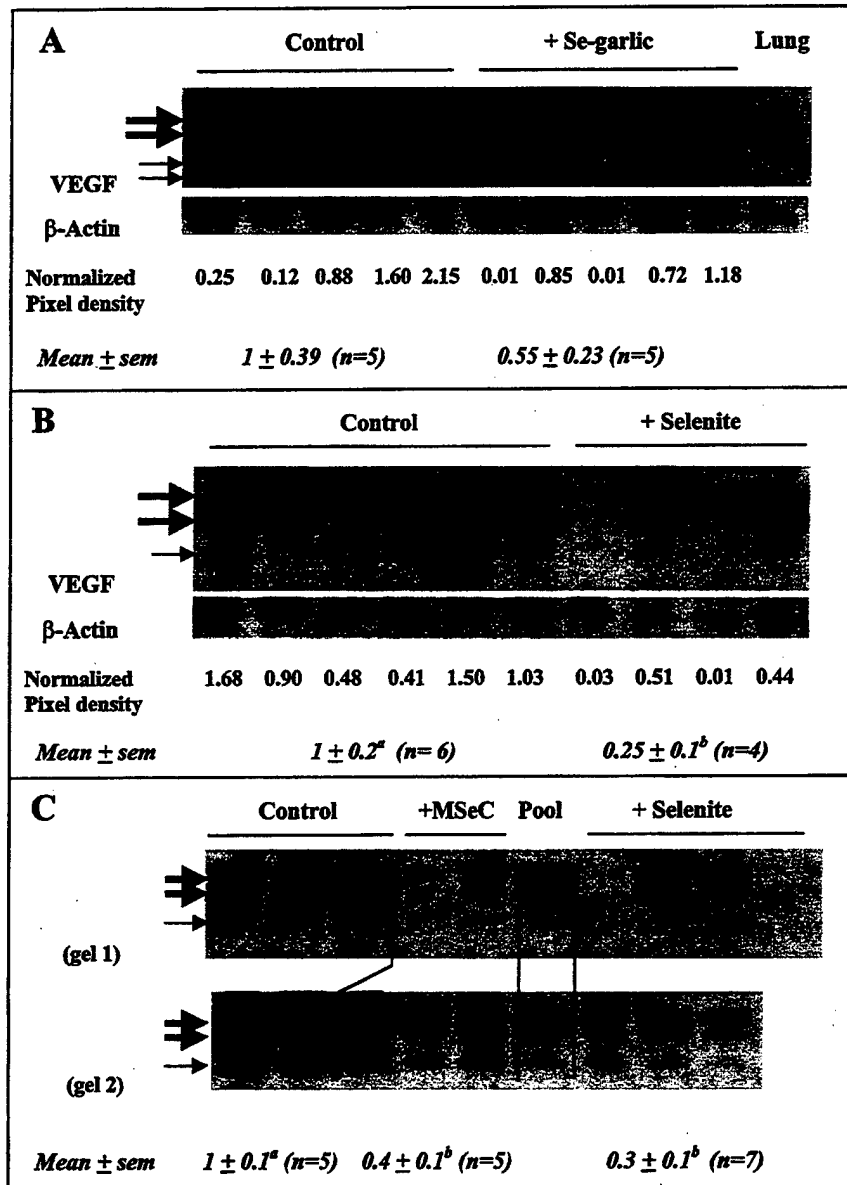 A
Control + Se-garlic Lung
VEGF
β-Actin
Normalized
Pixel density
0.25 0.12 0.88 1.60 2.15 0.01 0.85 0.01 0.72 1.18
Mean ± sem 1 ± 0.39 (n=5) 0.55 ± 0.23 (n=5)
B
Control + Selenite
VEGF
β-Actin
Normalized
Pixel density
1.68 0.90 0.48 0.41 1.50 1.03 0.03 0.51 0.01 0.44
Mean ± sem 1 ± 0.2ᵃ (n= 6) 0.25 ± 0.1ᵇ (n=4)
C
Control +MSeC Pool + Selenite
(gel 1)
(gel 2)
Mean ± sem 1 ± 0.1ᵃ (n=5) 0.4 ± 0.1ᵇ (n=5) 0.3 ± 0.1ᵇ (n=7)